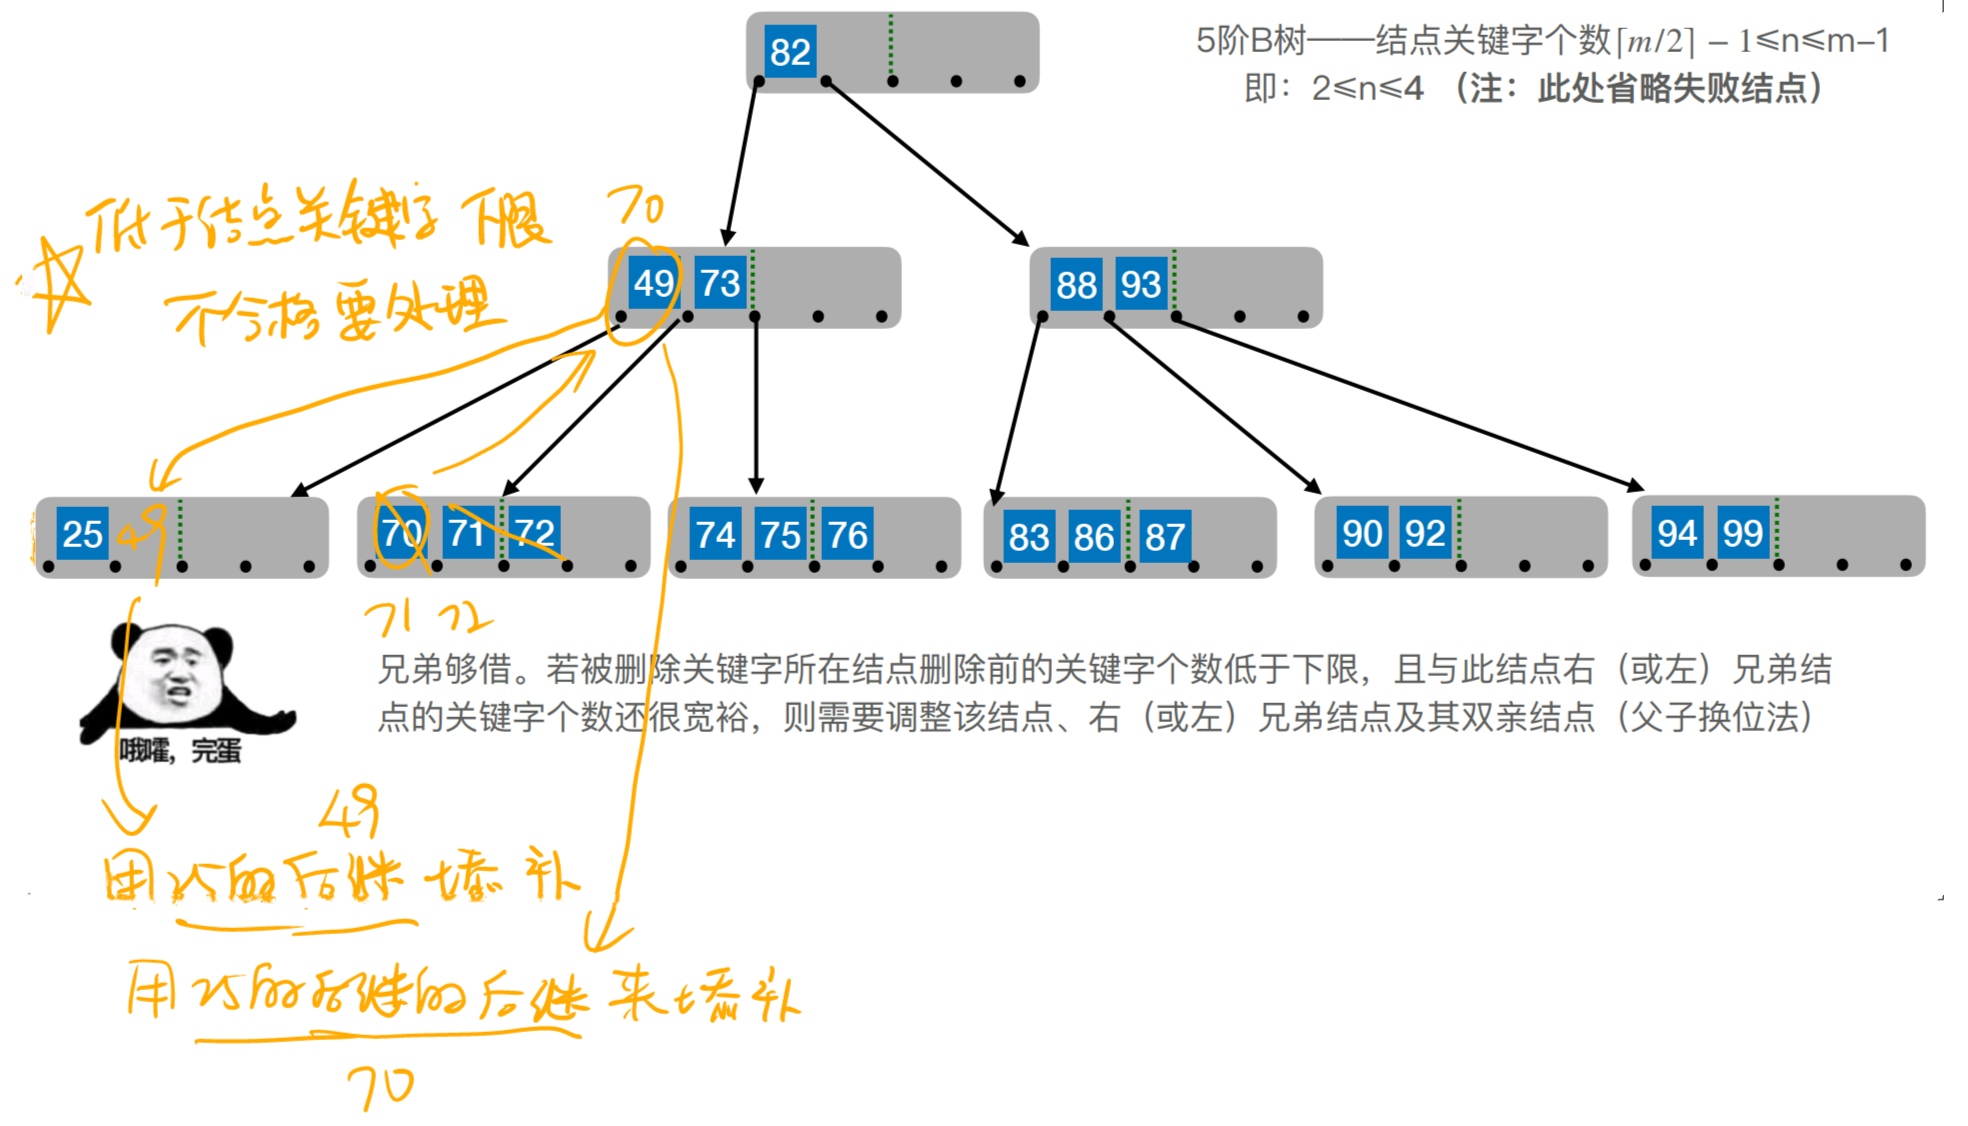 82
5阶B树——结点关键字个数⌈m/2⌉ – 1≤n≤m–1
即：2≤n≤4 （注：此处省略失败结点）
低于结点关键字下限
不合格要处理
70
49 73
88 93
25 49
70 71 72
74 75 76
83 86 87
90 92
94 99
71 72
兄弟够借。若被删除关键字所在结点删除前的关键字个数低于下限，且与此结点右（或左）兄弟结
点的关键字个数还很宽裕，则需要调整该结点、右（或左）兄弟结点及其双亲结点（父子换位法）
哦嚯，完蛋
49
用25的后继填补
用25的后继的后继来填补
70